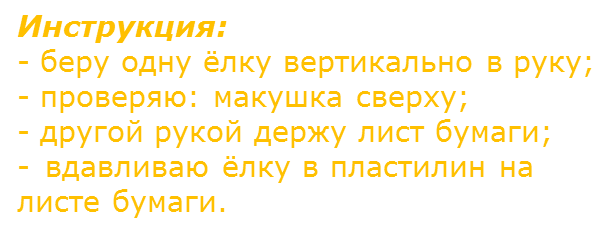 Инструкция:
- беру одну ёлку вертикально в руку;
- проверяю: макушка сверху;
- другой рукой держу лист бумаги;
- вдавливаю ёлку в пластилин на
листе бумаги.